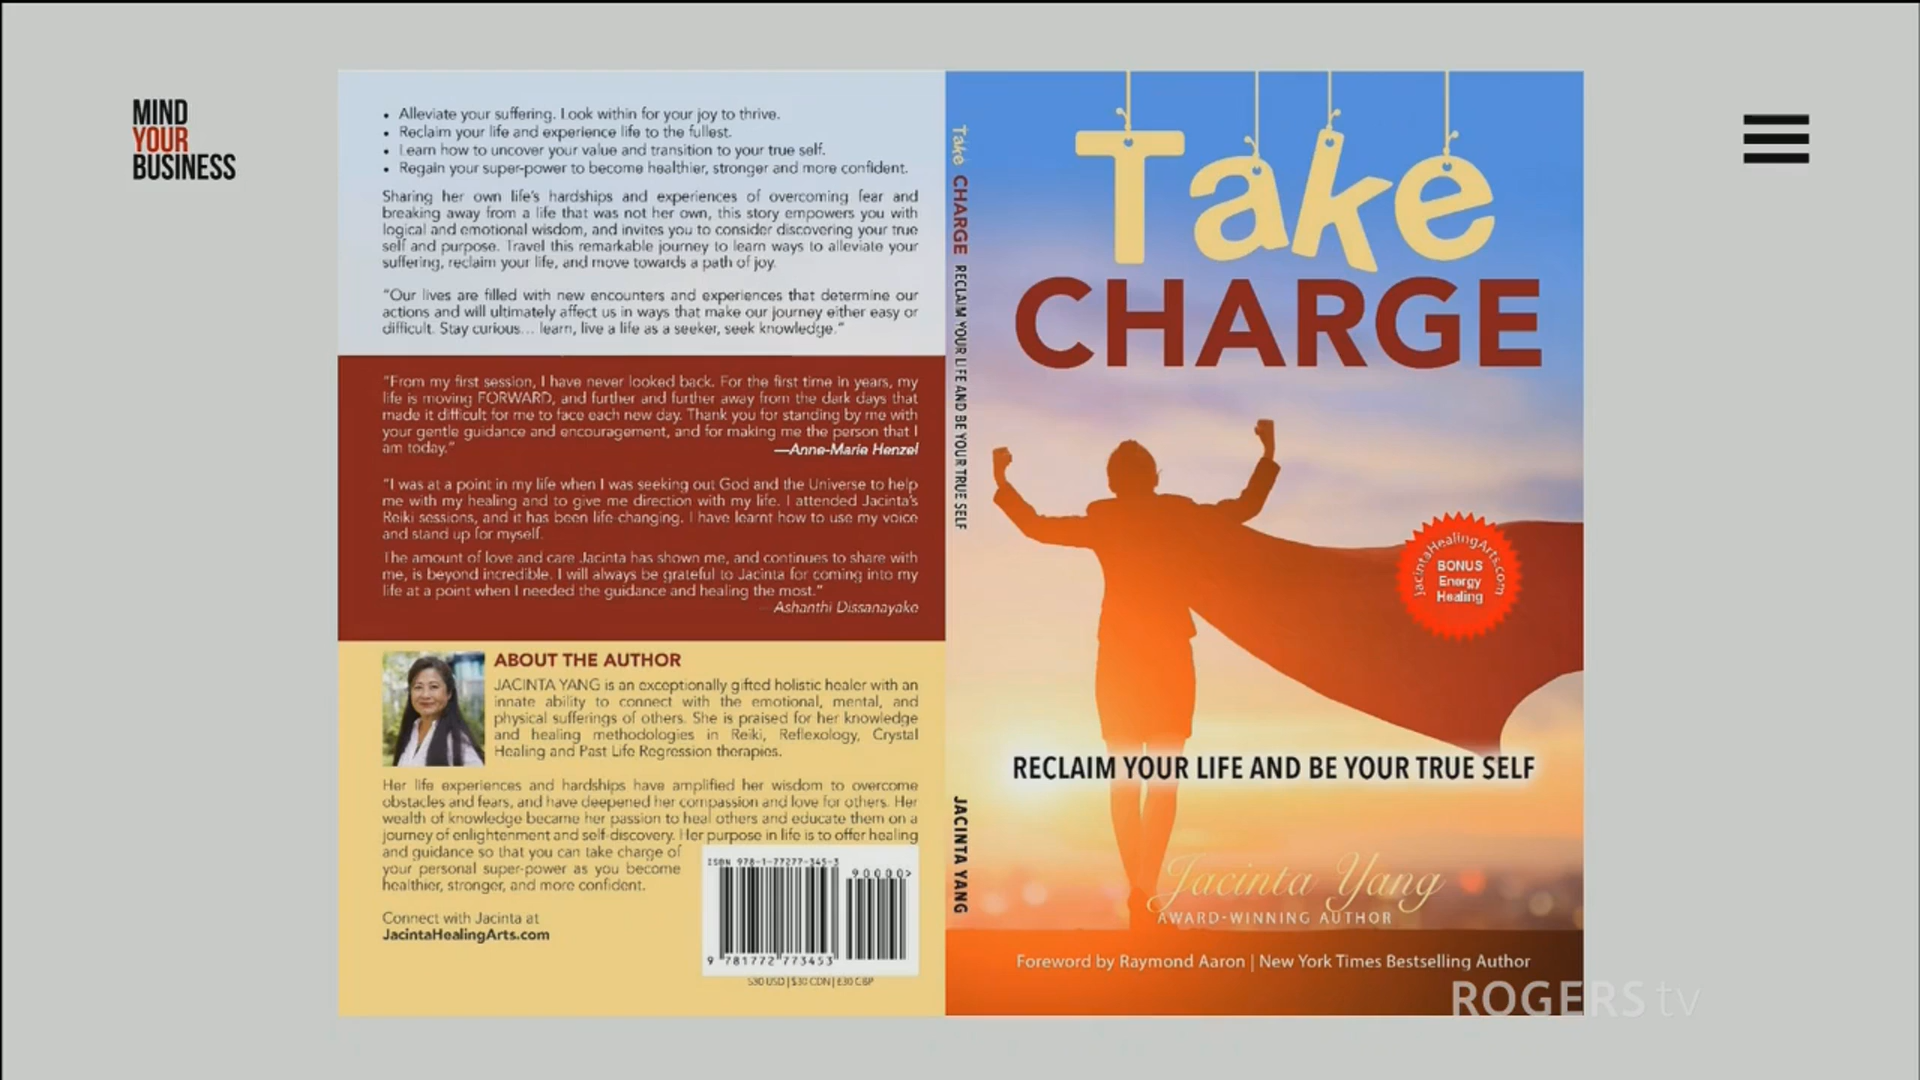 MIND
YOUR
BUSINESS
• Alleviate your suffering. Look within for your joy to thrive.
• Reclaim your life and experience life to the fullest.
• Learn how to uncover your value and transition to your true self.
• Regain your super-power to become healthier, stronger and more confident.
Sharing her own life's hardships and experiences of overcoming fear and
breaking away from a life that was not her own, this story empowers you with
logical and emotional wisdom, and invites you to consider discovering your true
self and purpose. Travel this remarkable journey to learn ways to alleviate your
suffering, reclaim your life, and move towards a path of joy.
"Our lives are filled with new encounters and experiences that determine our
actions and will ultimately affect us in ways that make our journey either easy or
difficult. Stay curious... learn, live a life as a seeker, seek knowledge."
"From my first session, I have never looked back. For the first time in years, my
life is moving FORWARD, and further and further away from the dark days that
made it difficult for me to face each new day. Thank you for standing by me with
your gentle guidance and encouragement, and for making me the person that I
am today."
—Anne-Marie Henzel
"I was at a point in my life when I was seeking out God and the Universe to help
me with my healing and to give me direction with my life. I attended Jacinta's
Reiki sessions, and it has been life-changing. I have learnt how to use my voice
and stand up for myself.
The amount of love and care Jacinta has shown me, and continues to share with
me, is beyond incredible. I will always be grateful to Jacinta for coming into my
life at a point when I needed the guidance and healing the most."
— Ashanthi Dissanayake
ABOUT THE AUTHOR
JACINTA YANG is an exceptionally gifted holistic healer with an
innate ability to connect with the emotional, mental, and
physical sufferings of others. She is praised for her knowledge
and healing methodologies in Reiki, Reflexology, Crystal
Healing and Past Life Regression therapies.
Her life experiences and hardships have amplified her wisdom to overcome
obstacles and fears, and have deepened her compassion and love for others. Her
wealth of knowledge became her passion to heal others and educate them on a
journey of enlightenment and self-discovery. Her purpose in life is to offer healing
and guidance so that you can take charge of
your personal super-power as you become
healthier, stronger, and more confident.
Connect with Jacinta at
JacintaHealingArts.com
ISBN 978-1-77277-345-3
90000>
9 781772 773453
$30 USD | $30 CDN | £30 GBP
Take CHARGE RECLAIM YOUR LIFE AND BE YOUR TRUE SELF
JACINTA YANG
Take
CHARGE
JacintaHealingArts.com
BONUS
Energy
Healing
RECLAIM YOUR LIFE AND BE YOUR TRUE SELF
Jacinta Yang
AWARD-WINNING AUTHOR
Foreword by Raymond Aaron | New York Times Bestselling Author
ROGERS tv